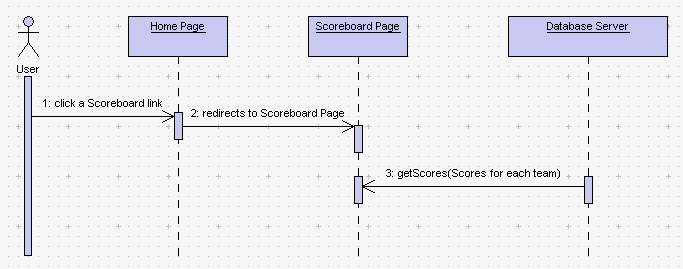 Home Page
Scoreboard Page
Database Server
User
1: click a Scoreboard link
2: redirects to Scoreboard Page
3: getScores(Scores for each team)